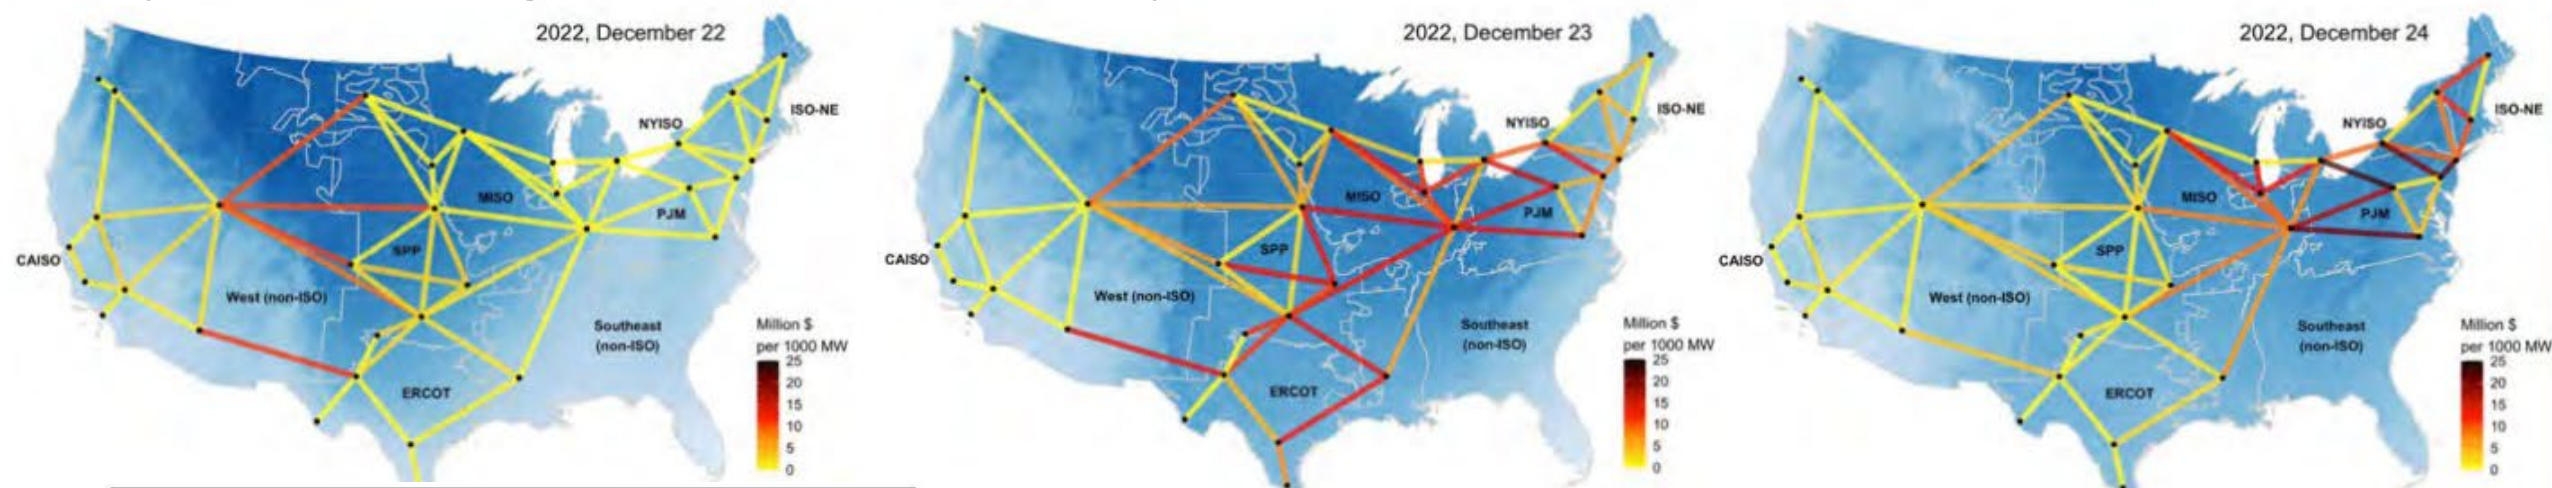 2022, December 22
ISO-NE
NYISO
MISO
PJM
SPP
CAISO
West (non-ISO)
Southeast
(non-ISO)
ERCOT
Million $
per 1000 MW
25
20
15
10
5
0
2022, December 23
ISO-NE
NYISO
MISO
PJM
SPP
CAISO
West (non-ISO)
Southeast
(non-ISO)
ERCOT
Million $
per 1000 MW
25
20
15
10
5
0
2022, December 24
ISO-NE
NYISO
MISO
PJM
SPP
CAISO
West (non-ISO)
Southeast
(non-ISO)
ERCOT
Million $
per 1000 MW
25
20
15
10
5
0